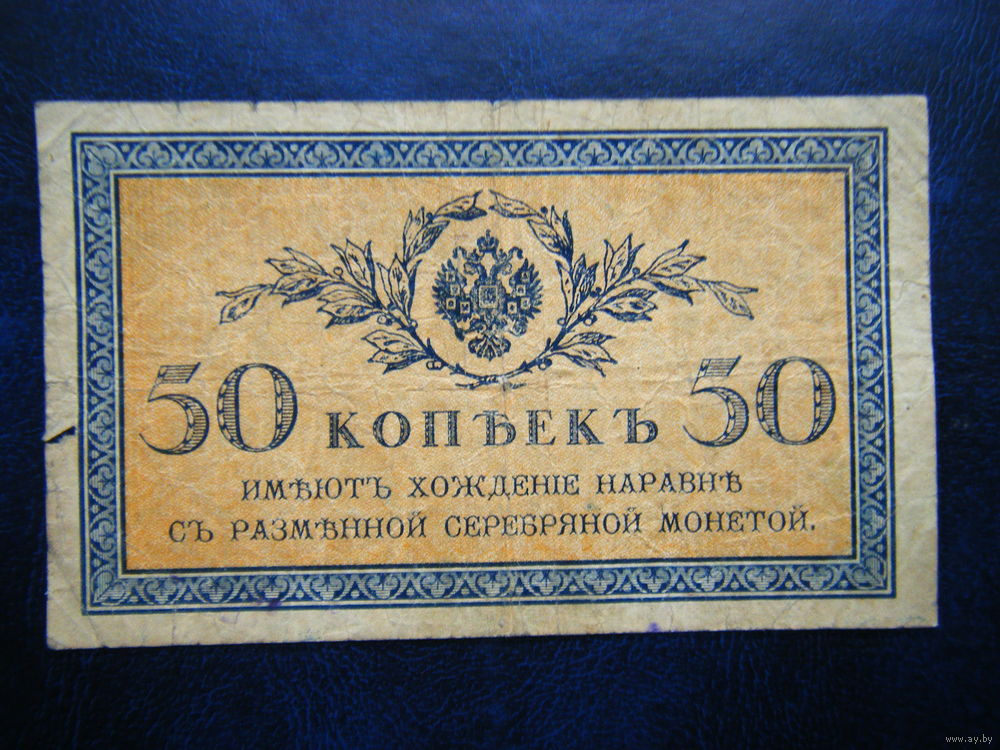 50 КОПѢЕКЪ 50
ИМѢЮТЪ ХОЖДЕНІЕ НАРАВНѢ
СЪ РАЗМѢННОЙ СЕРЕБРЯНОЙ МОНЕТОЙ.
www.ay.by